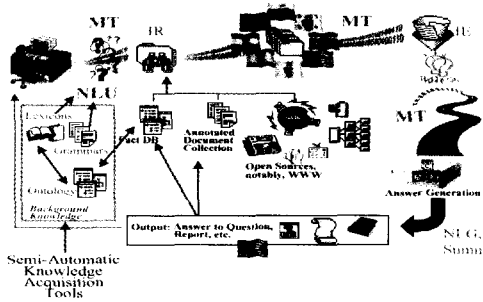 MT
IR
MT
IE
NLU
Lexicons
Grammars
Fact DB
Ontology
Background
Knowledge
Annotated
Document
Collection
Open Sources,
notably, WWW
MT
Answer Generation
NLG,
Summ
Output: Answer to Question,
Report, etc.
Semi-Automatic
Knowledge
Acquisition
Tools